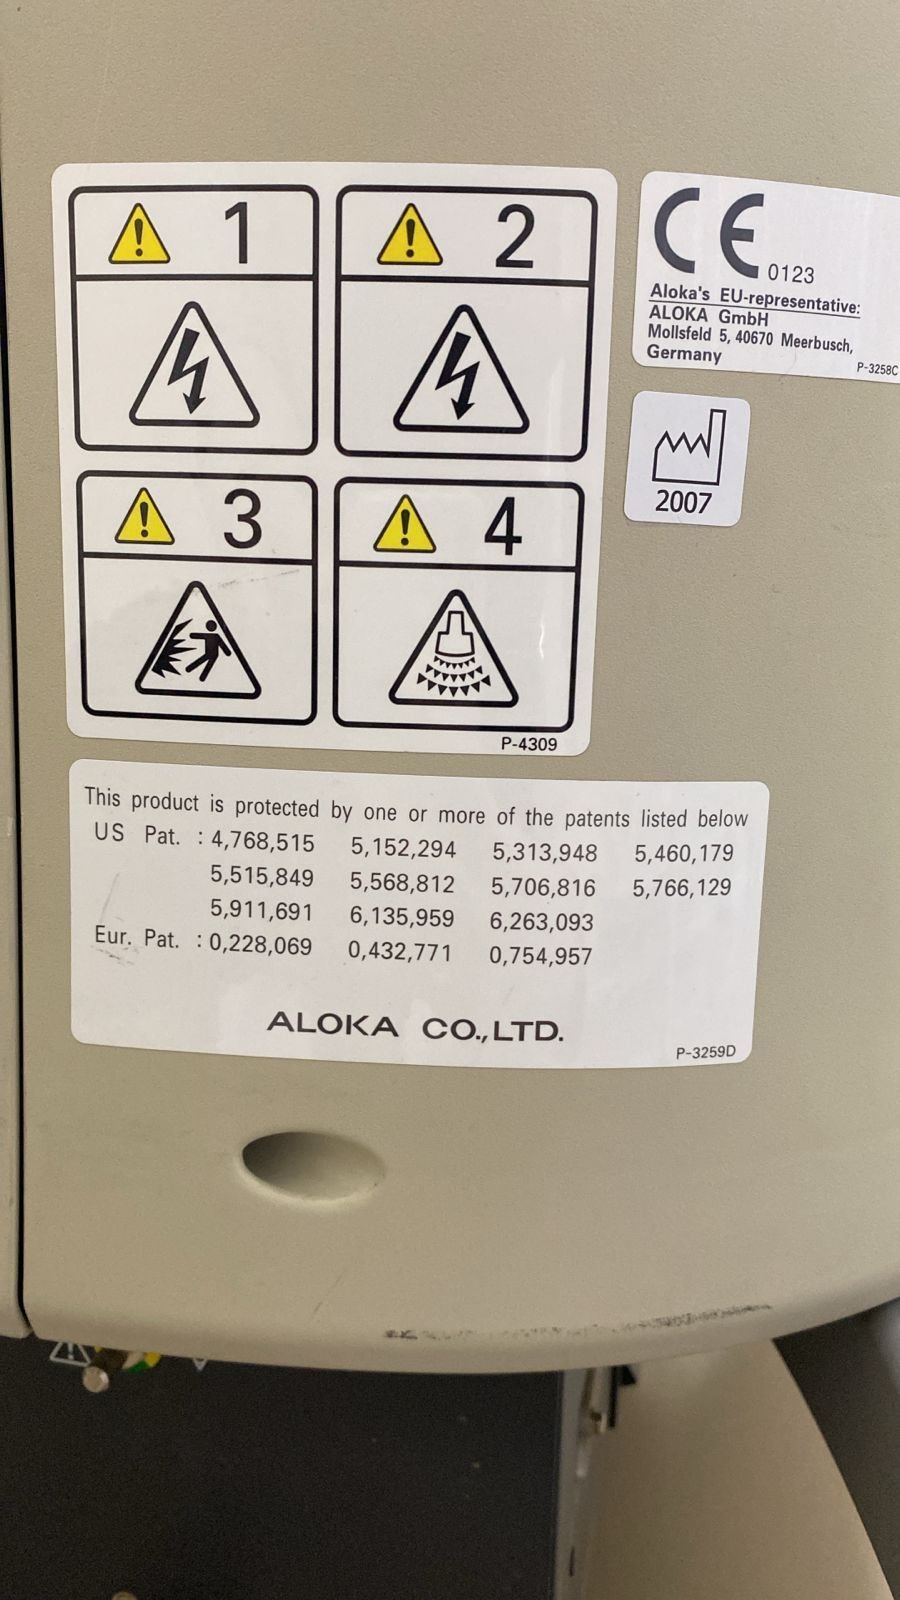 1
2
3
4
P-4309
CE 0123
Aloka's EU-representative:
ALOKA GmbH
Mollsfeld 5, 40670 Meerbusch,
Germany
P-3258C
2007
This product is protected by one or more of the patents listed below
US Pat. : 4,768,515 5,152,294 5,313,948 5,460,179
5,515,849 5,568,812 5,706,816 5,766,129
5,911,691 6,135,959 6,263,093
Eur. Pat. : 0,228,069 0,432,771 0,754,957
ALOKA CO.,LTD.
P-3259D